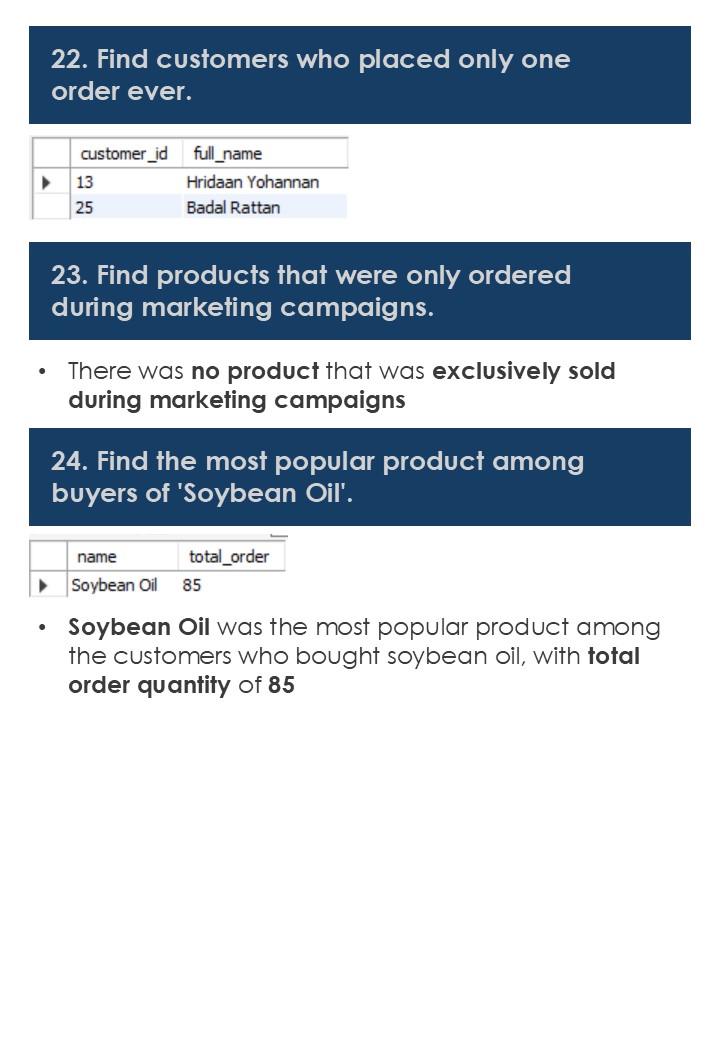 22. Find customers who placed only one
order ever.
customer_id full_name
13 Hridaan Yohannan
25 Badal Rattan
23. Find products that were only ordered
during marketing campaigns.
• There was no product that was exclusively sold
during marketing campaigns
24. Find the most popular product among
buyers of 'Soybean Oil'.
name total_order
Soybean Oil 85
• Soybean Oil was the most popular product among
the customers who bought soybean oil, with total
order quantity of 85